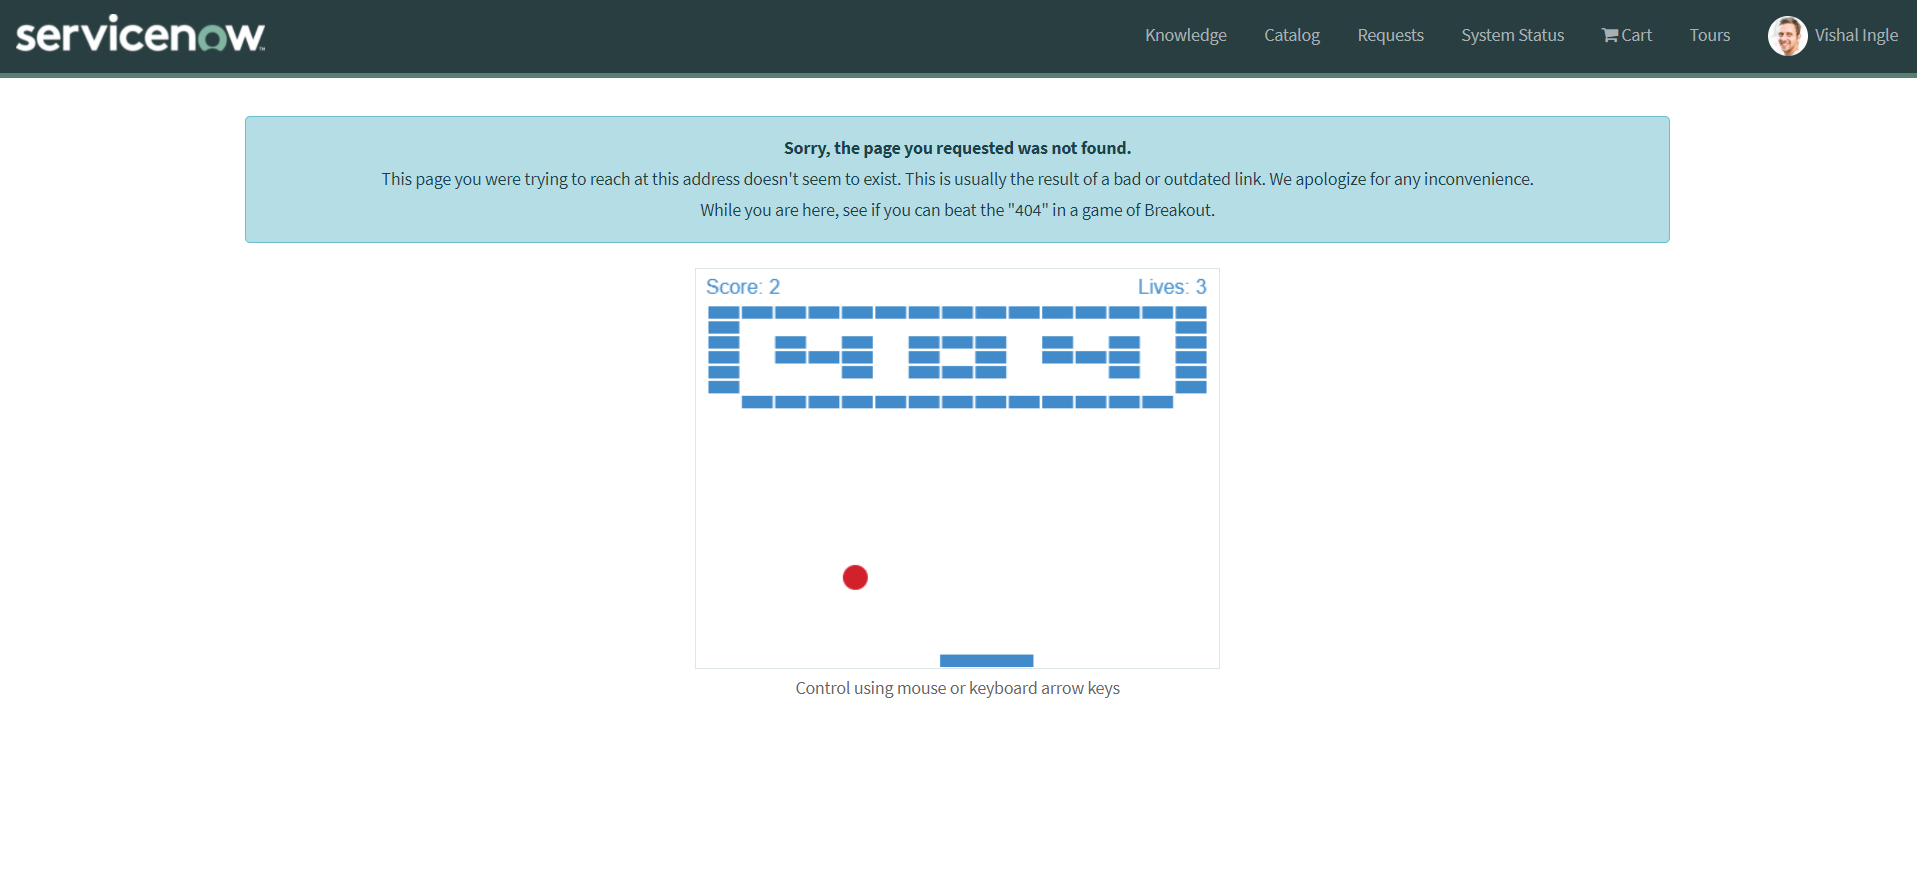 servicenow
Knowledge Catalog Requests System Status Cart Tours Vishal Ingle
Sorry, the page you requested was not found.
This page you were trying to reach at this address doesn't seem to exist. This is usually the result of a bad or outdated link. We apologize for any inconvenience.
While you are here, see if you can beat the "404" in a game of Breakout.
Score: 2 Lives: 3
404
Control using mouse or keyboard arrow keys